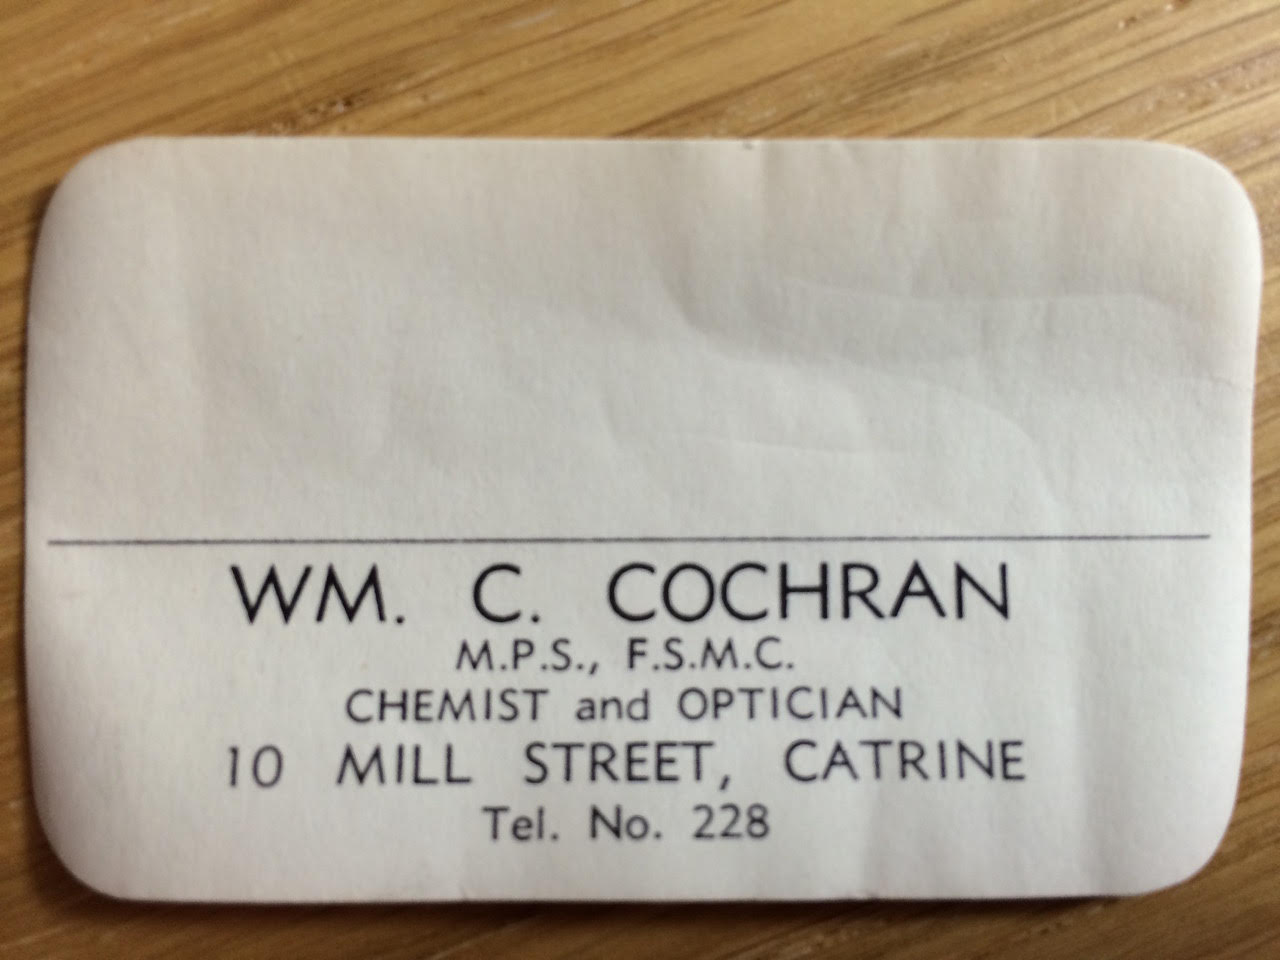 WM. C. COCHRAN
M.P.S., F.S.M.C.
CHEMIST and OPTICIAN
10 MILL STREET, CATRINE
Tel. No. 228